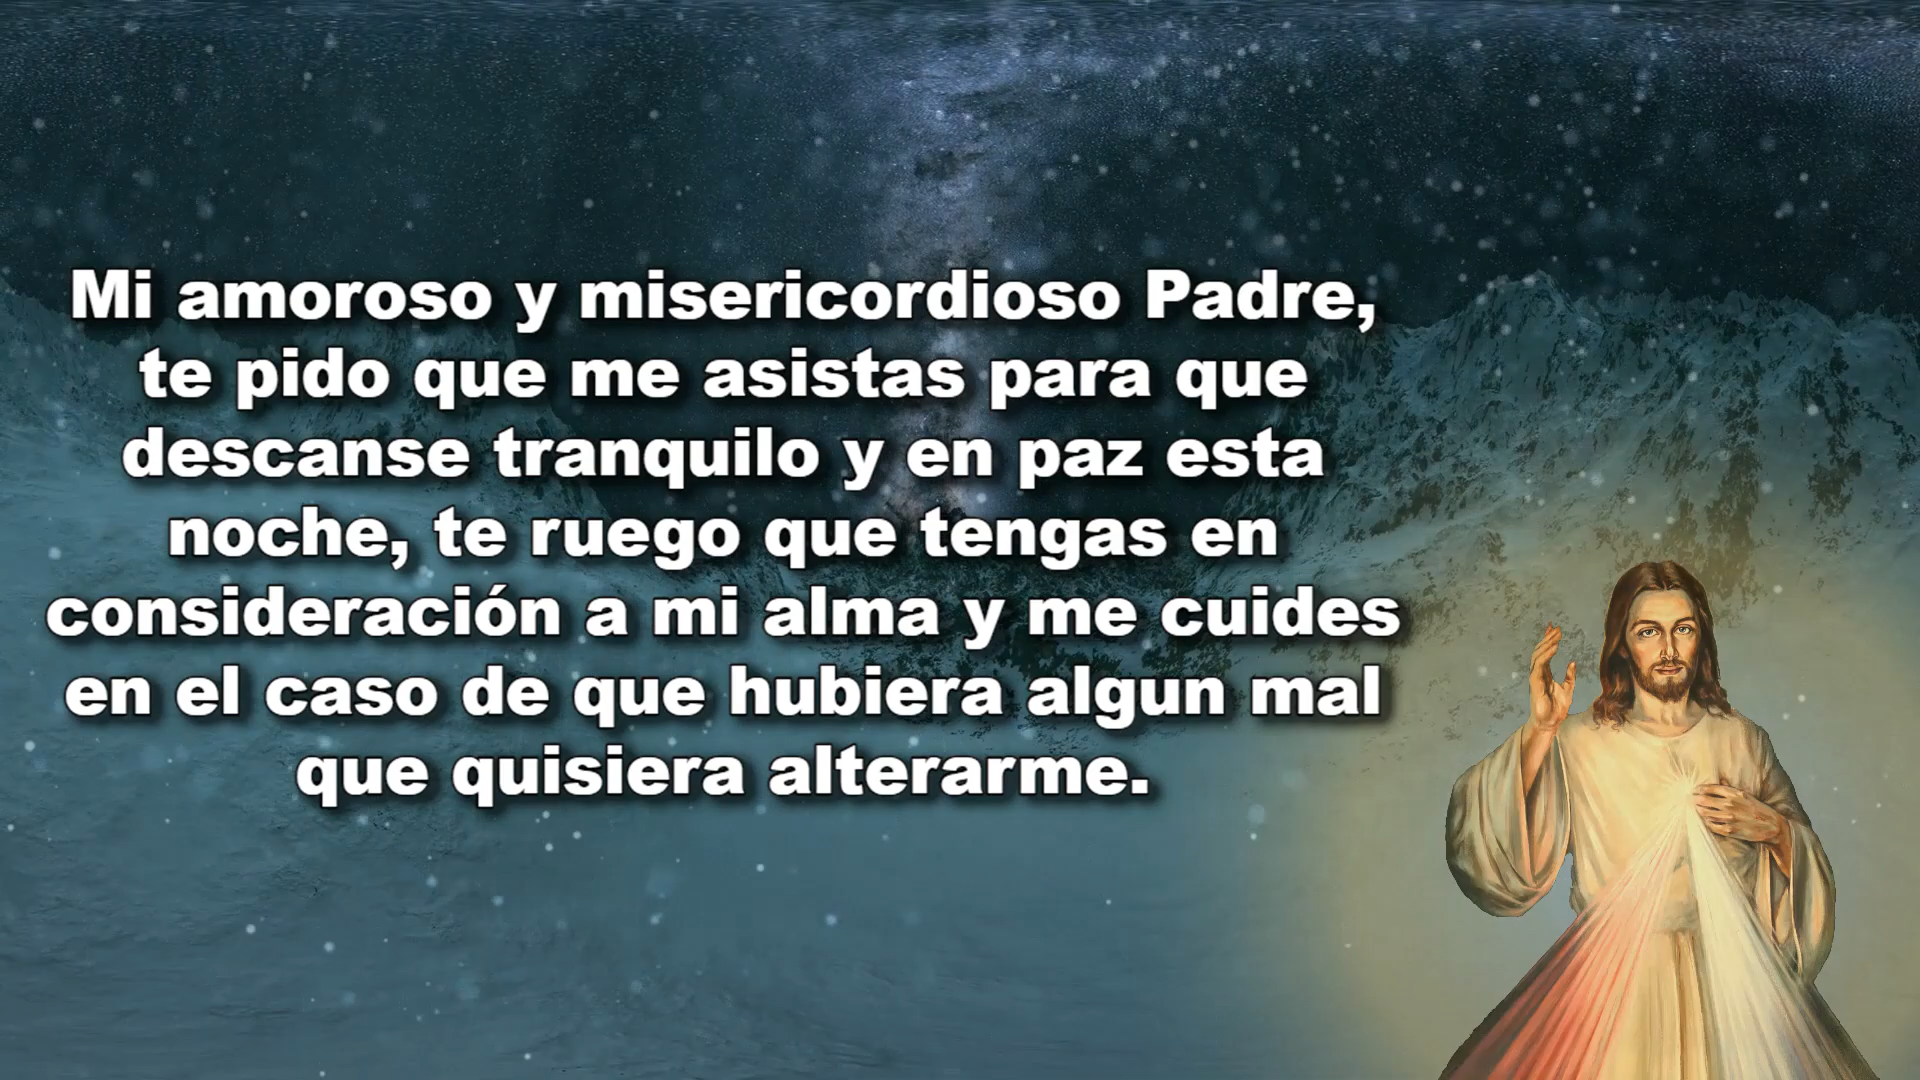 Mi amoroso y misericordioso Padre,
te pido que me asistas para que
descanse tranquilo y en paz esta
noche, te ruego que tengas en
consideración a mi alma y me cuides
en el caso de que hubiera algun mal
que quisiera alterarme.